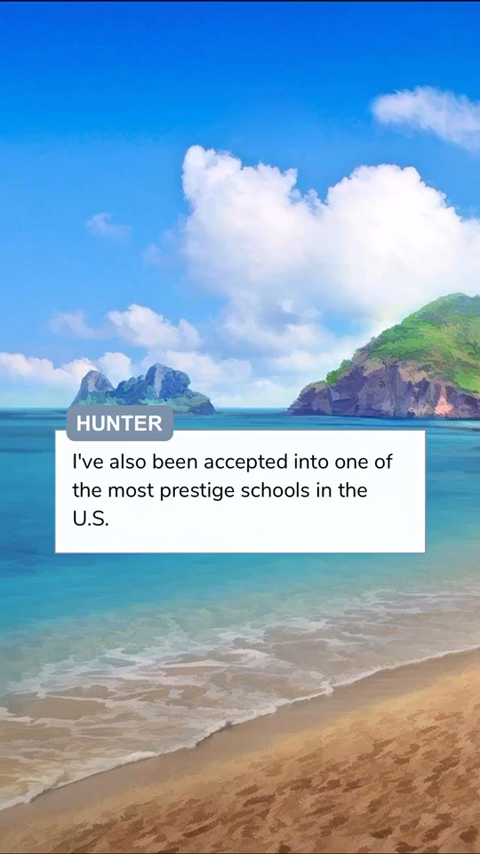 HUNTER
I've also been accepted into one of
the most prestige schools in the
U.S.